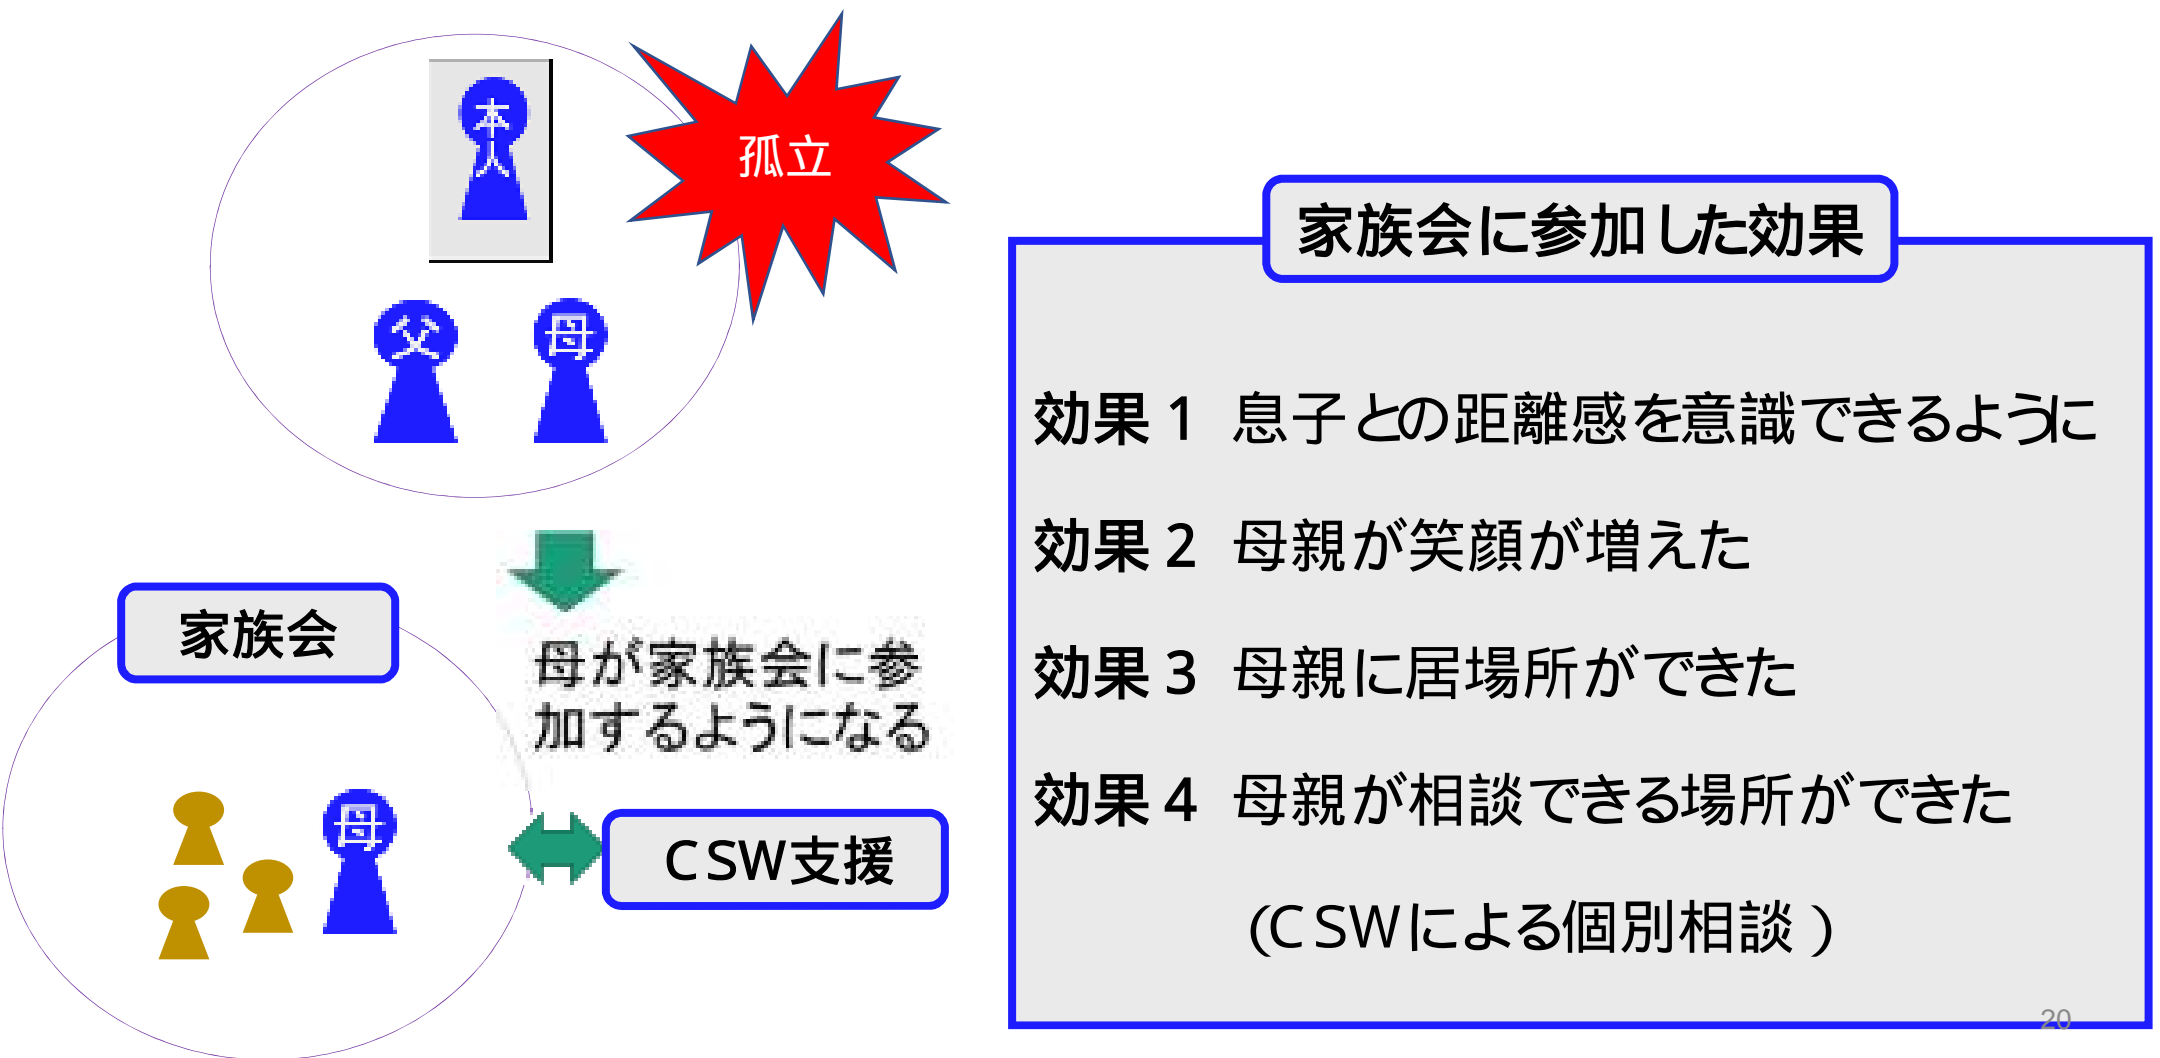 本人
孤立
父
母
家族会
母が家族会に参
加するようになる
母
CSW支援
家族会に参加した効果
効果1 息子との距離感を意識できるように
効果2 母親が笑顔が増えた
効果3 母親に居場所ができた
効果4 母親が相談できる場所ができた
(CSWによる個別相談)
20